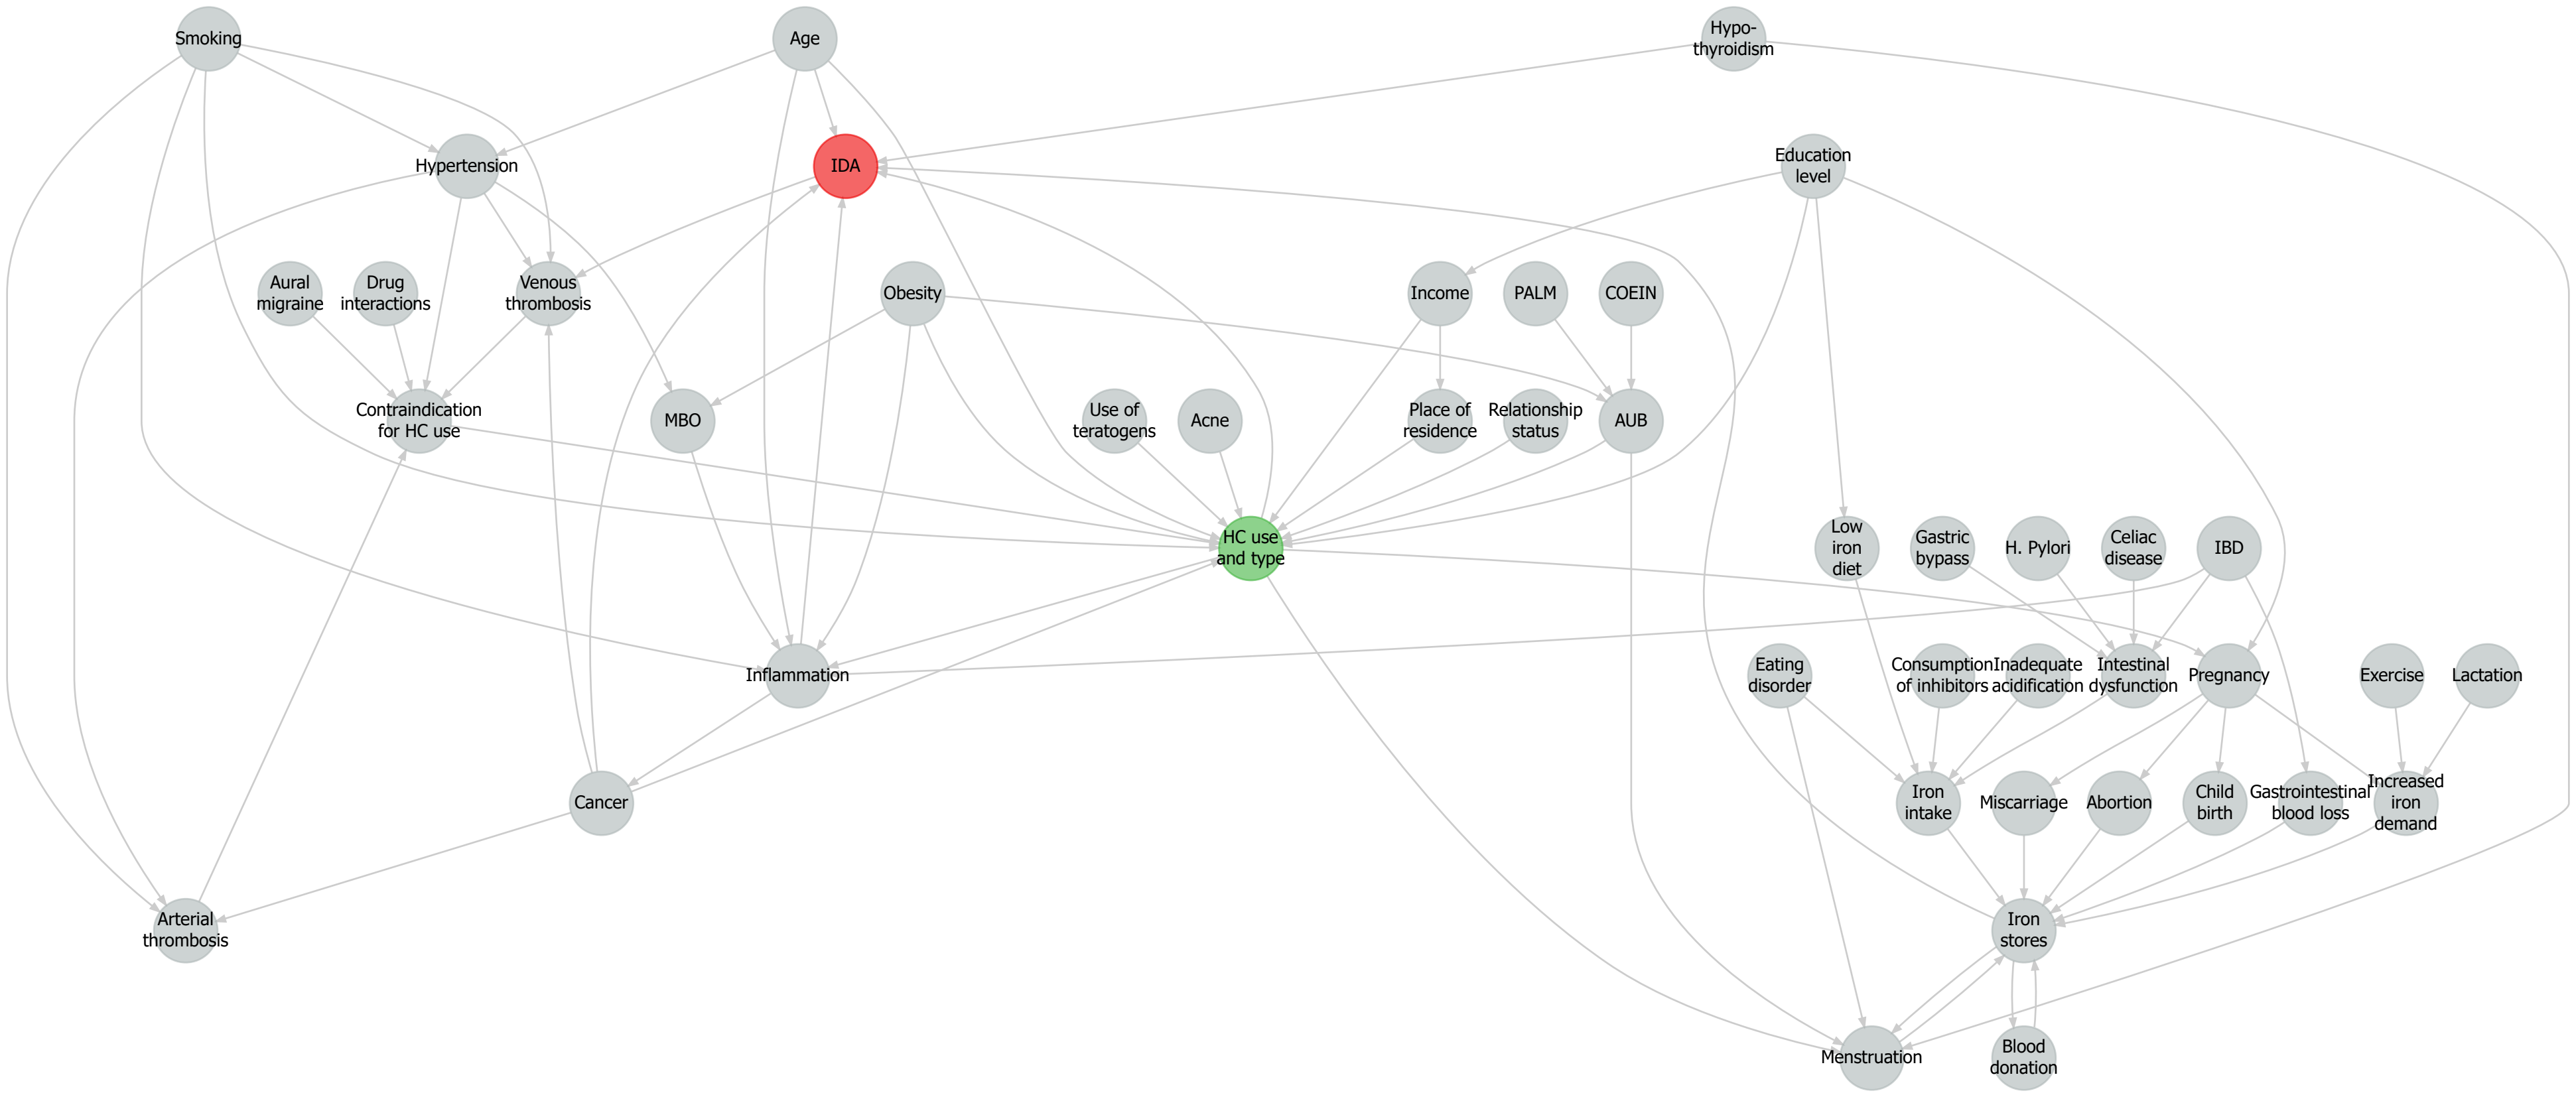 Smoking
Age
Hypo-
thyroidism
Hypertension
IDA
Education
level
Aural
migraine
Drug
interactions
Venous
thrombosis
Obesity
Income
PALM
COEIN
Contraindication
for HC use
MBO
Use of
teratogens
Acne
Place of
residence
Relationship
status
AUB
HC use
and type
Low
iron
diet
Gastric
bypass
H. Pylori
Celiac
disease
IBD
Inflammation
Eating
disorder
Consumption
of inhibitors
Inadequate
acidification
Intestinal
dysfunction
Pregnancy
Exercise
Lactation
Cancer
Iron
intake
Miscarriage
Abortion
Child
birth
Gastrointestinal
blood loss
Increased
iron
demand
Arterial
thrombosis
Iron
stores
Menstruation
Blood
donation